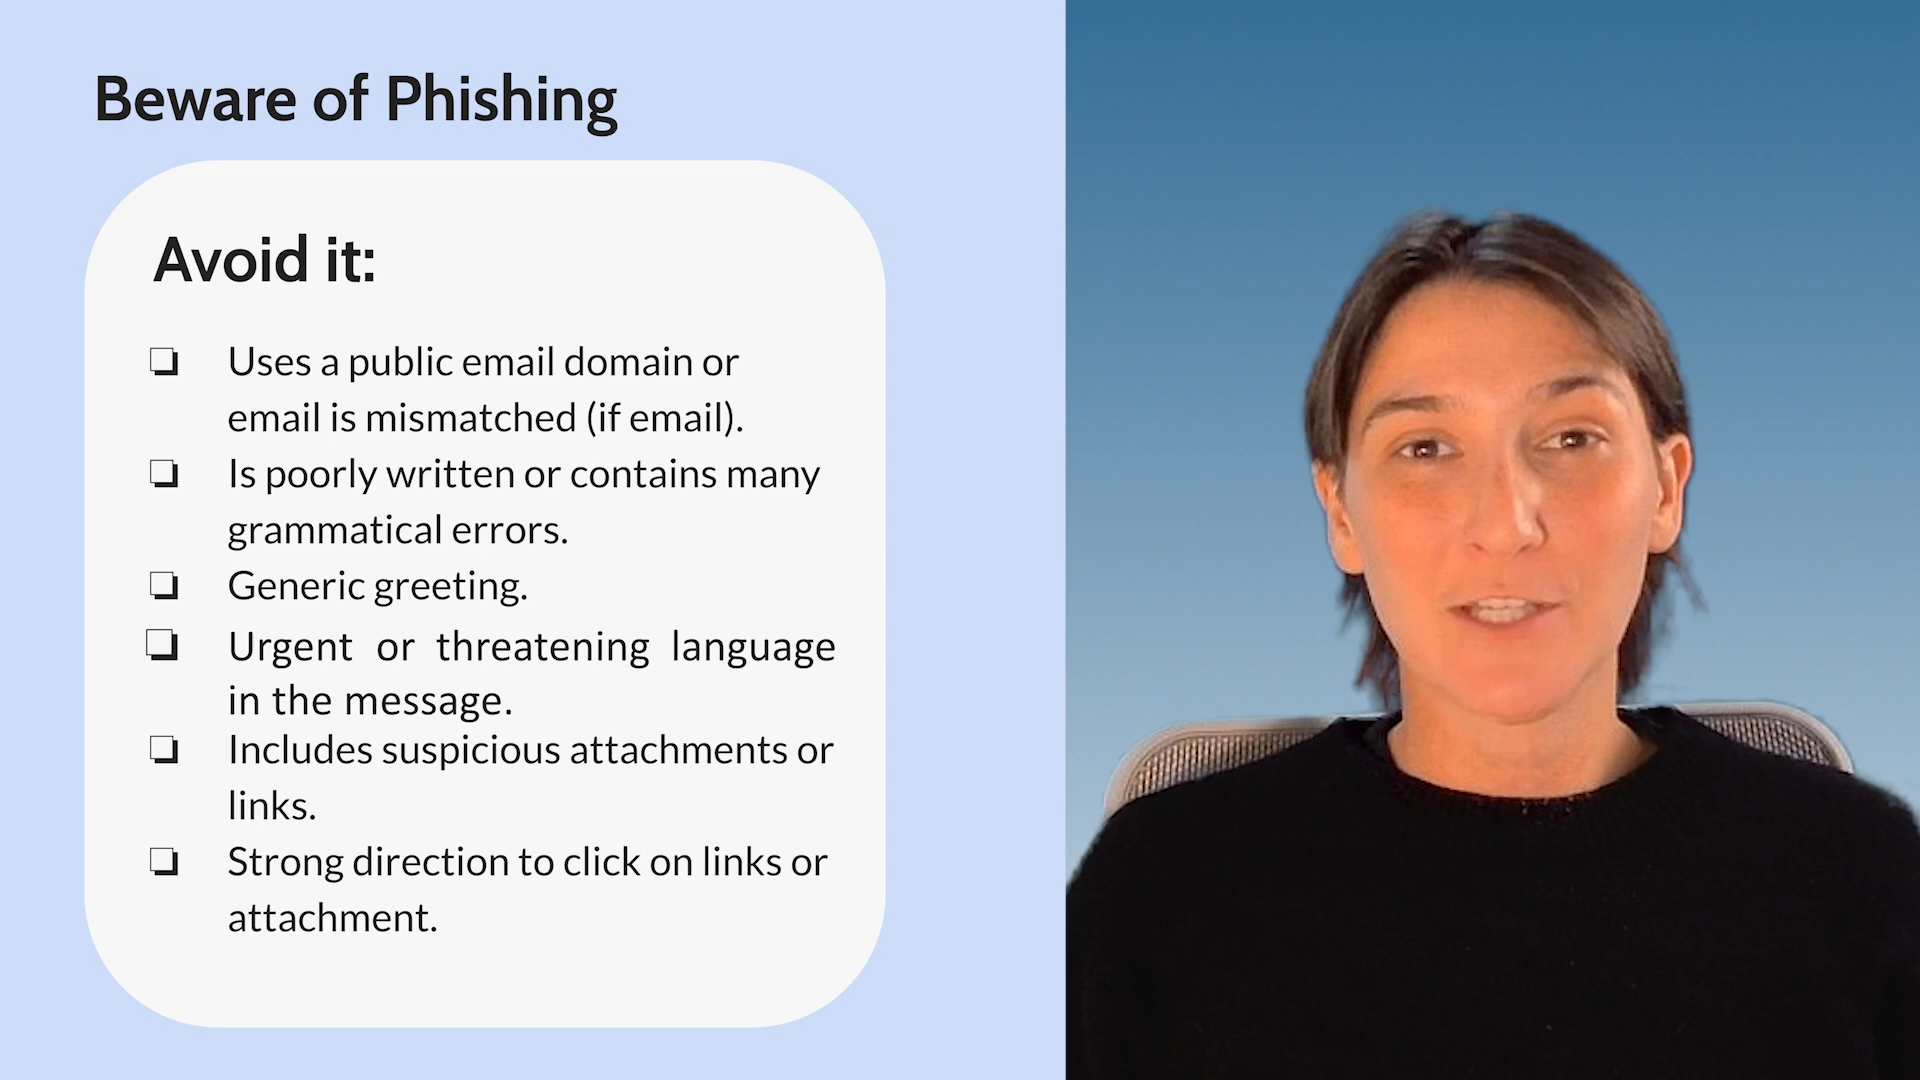 Beware of Phishing
Avoid it:
❏ Uses a public email domain or
email is mismatched (if email).
❏ Is poorly written or contains many
grammatical errors.
❏ Generic greeting.
❏ Urgent or threatening language
in the message.
❏ Includes suspicious attachments or
links.
❏ Strong direction to click on links or
attachment.